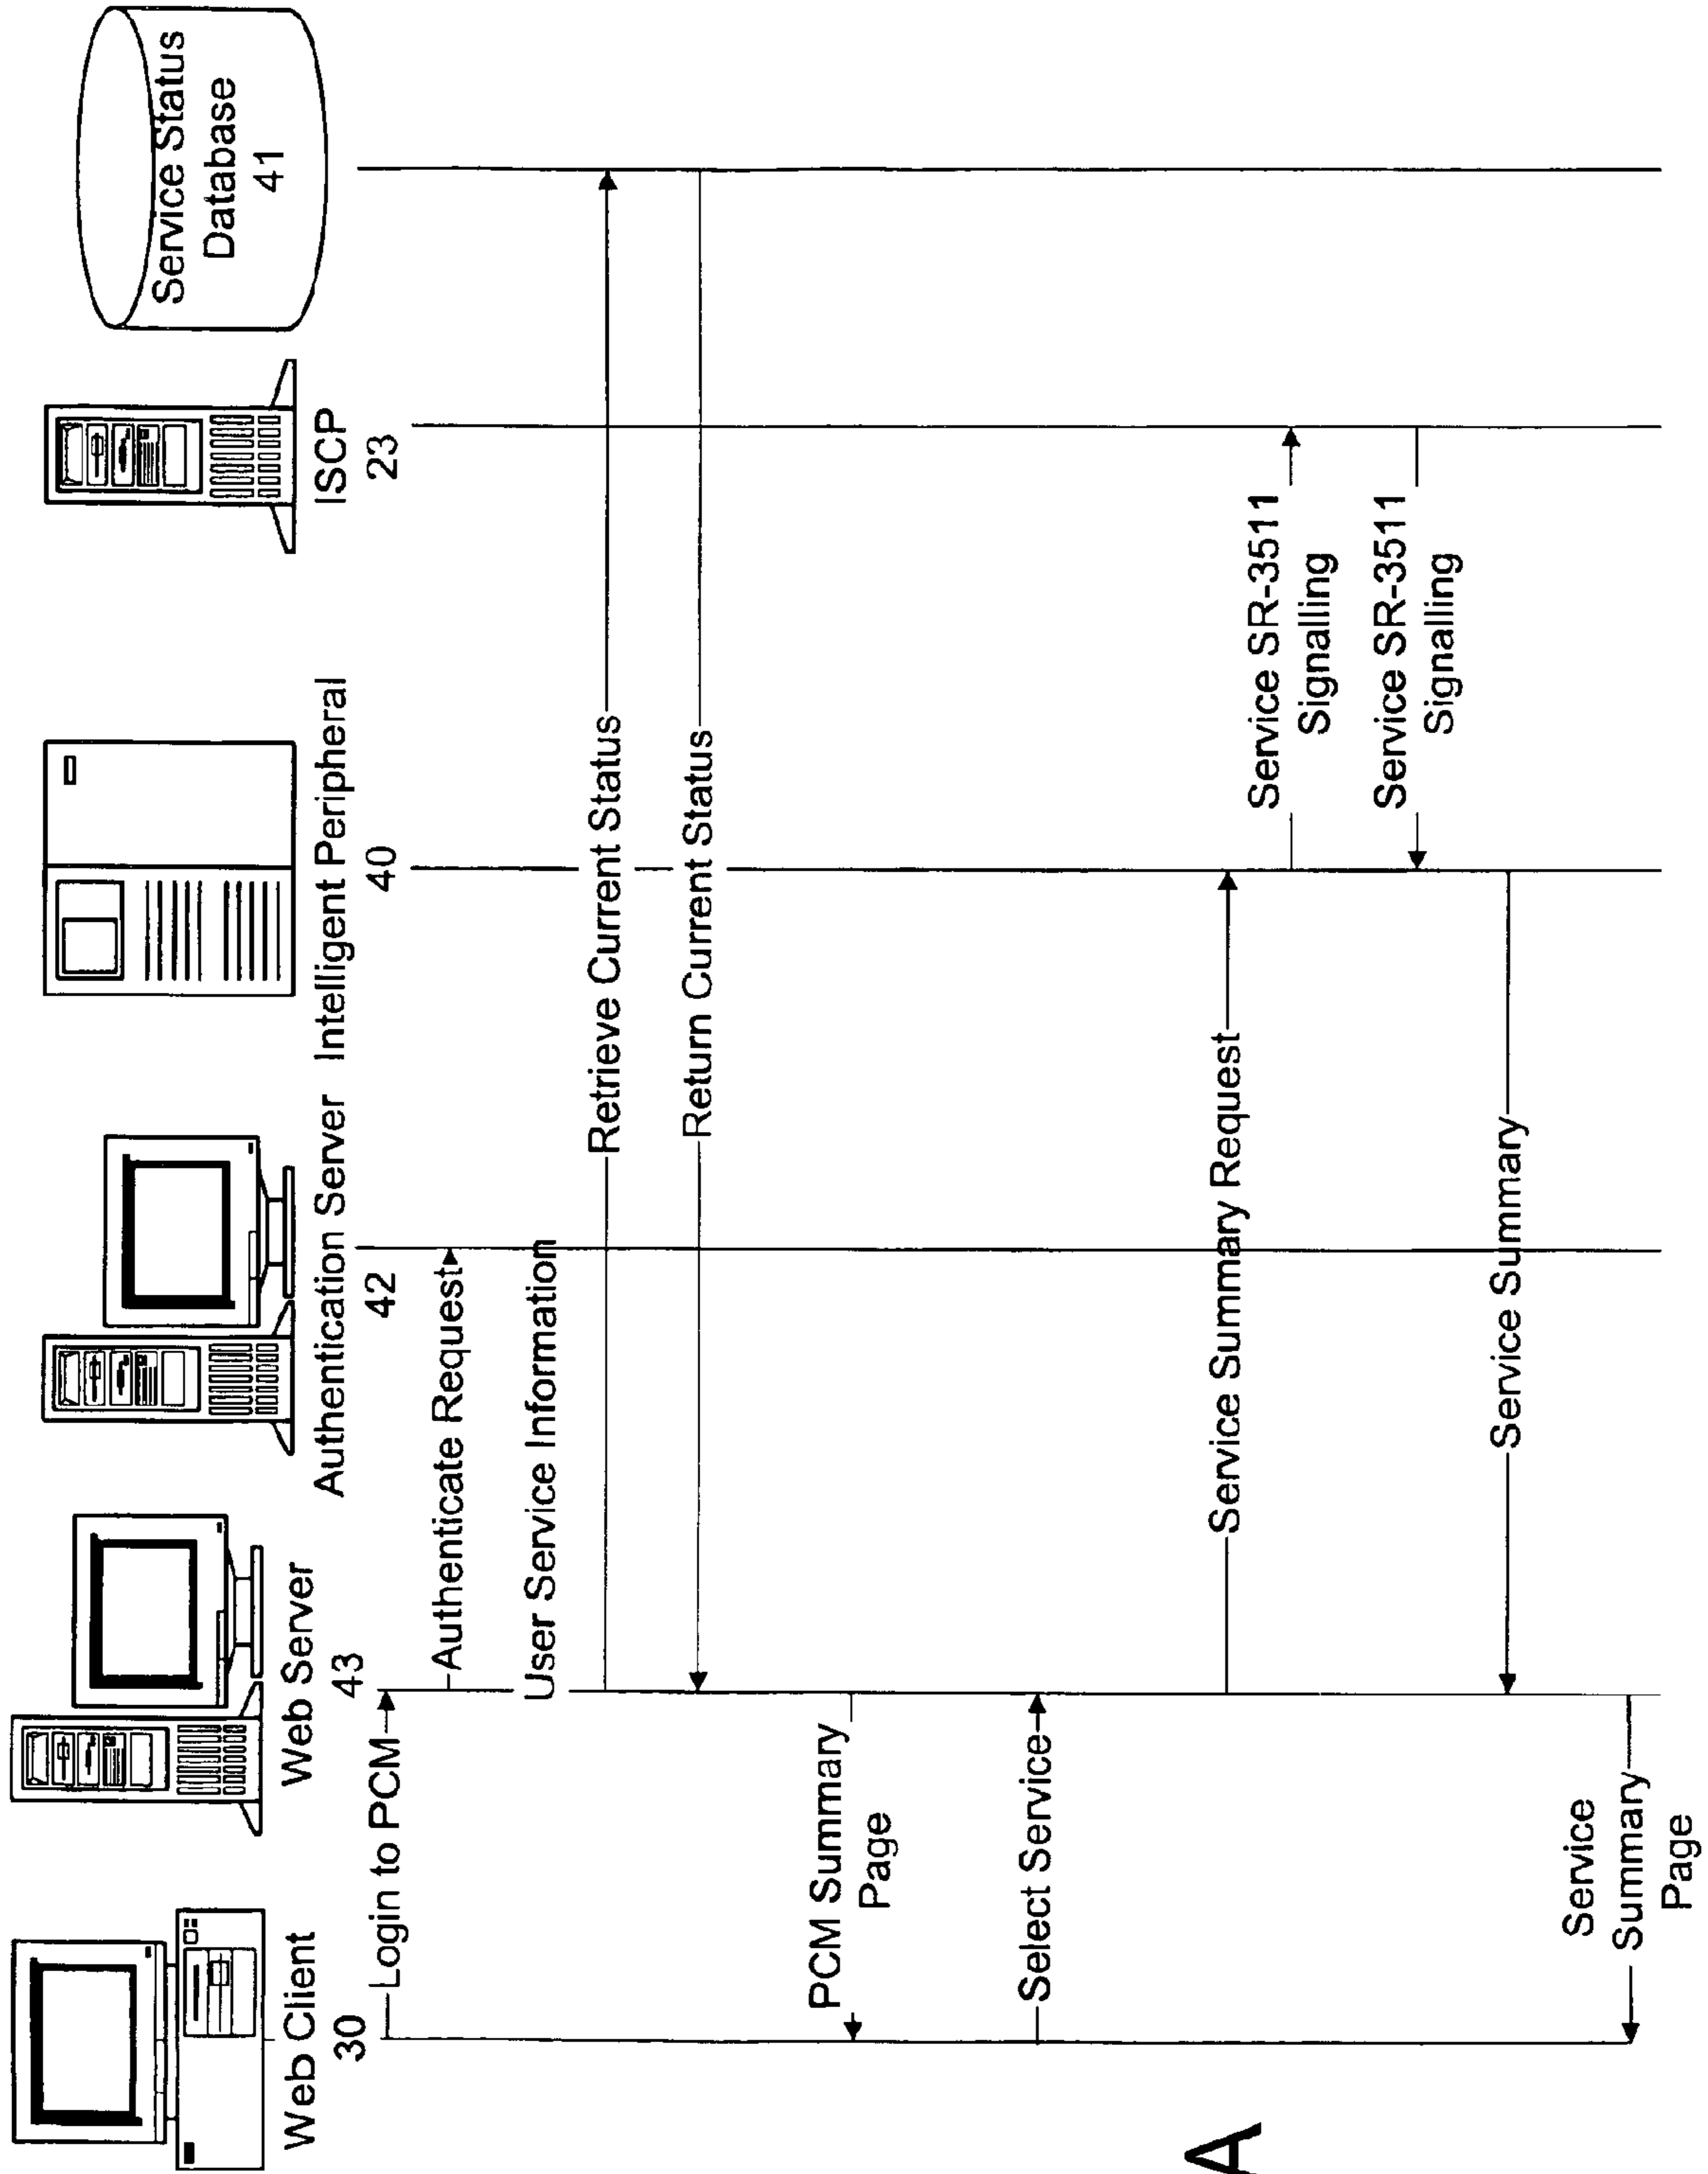 Web Client
30
Web Server
43
Authentication Server
42
Intelligent Peripheral
40
ISCP
23
Service Status
Database
41
Login to PCM
Authenticate Request
User Service Information
Retrieve Current Status
Return Current Status
PCM Summary
Page
Select Service
Service Summary Request
Service SR-3511
Signalling
Service SR-3511
Signalling
Service Summary
Service
Summary
Page
A